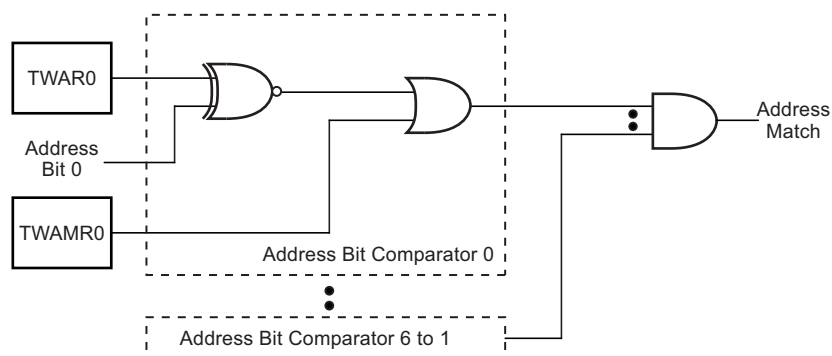 TWAR0
Address
Bit 0
TWAMR0
Address Bit Comparator 0
Address Bit Comparator 6 to 1
Address
Match